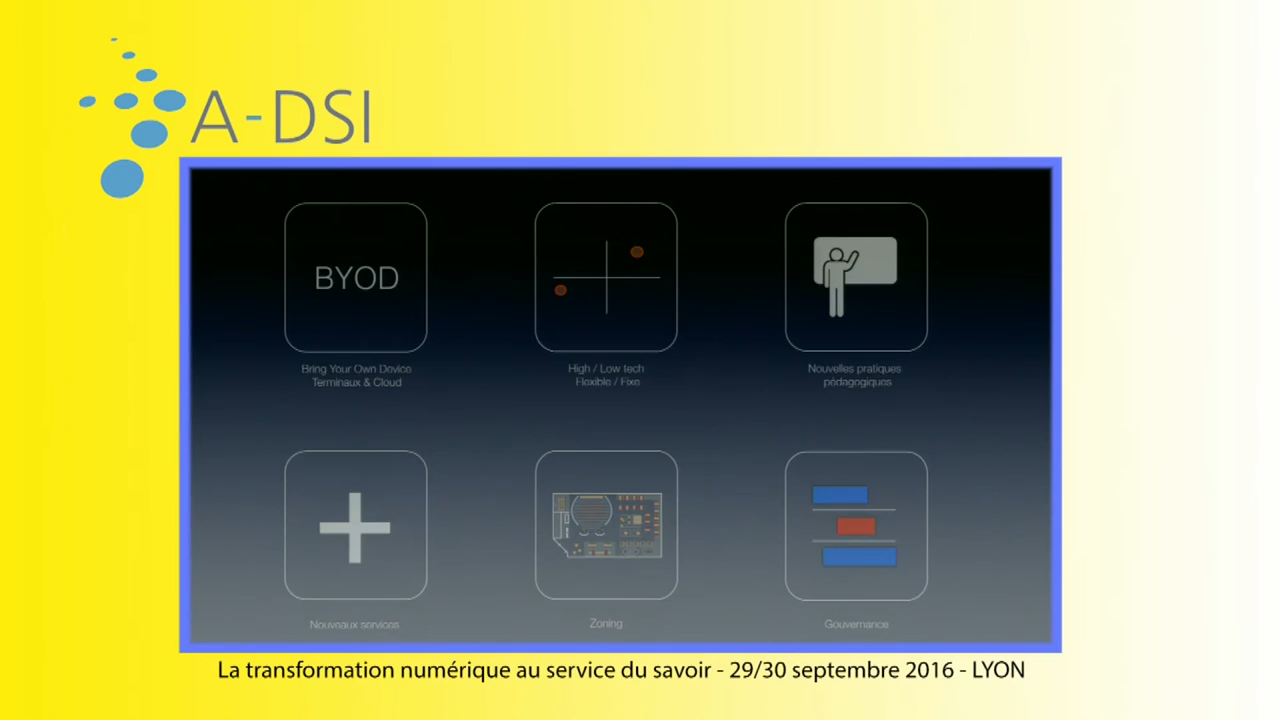 A-DSI
BYOD
Bring Your Own Device
Terminaux & Cloud
High / Low tech
Flexible / Fixe
Nouvelles pratiques
pédagogiques
Nouveaux services
Zoning
Gouvernance
La transformation numérique au service du savoir - 29/30 septembre 2016 - LYON